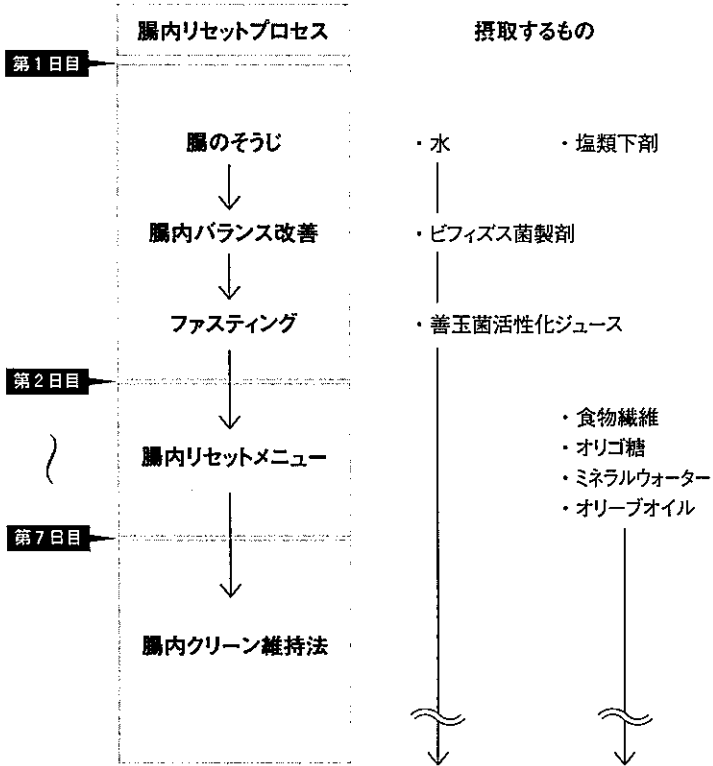 腸内リセットプロセス
摂取するもの
第1日目
腸のそうじ
・水
・塩類下剤
腸内バランス改善
・ビフィズス菌製剤
ファスティング
・善玉菌活性化ジュース
第2日目
・食物繊維
・オリゴ糖
腸内リセットメニュー
・ミネラルウォーター
・オリーブオイル
第7日目
腸内クリーン維持法